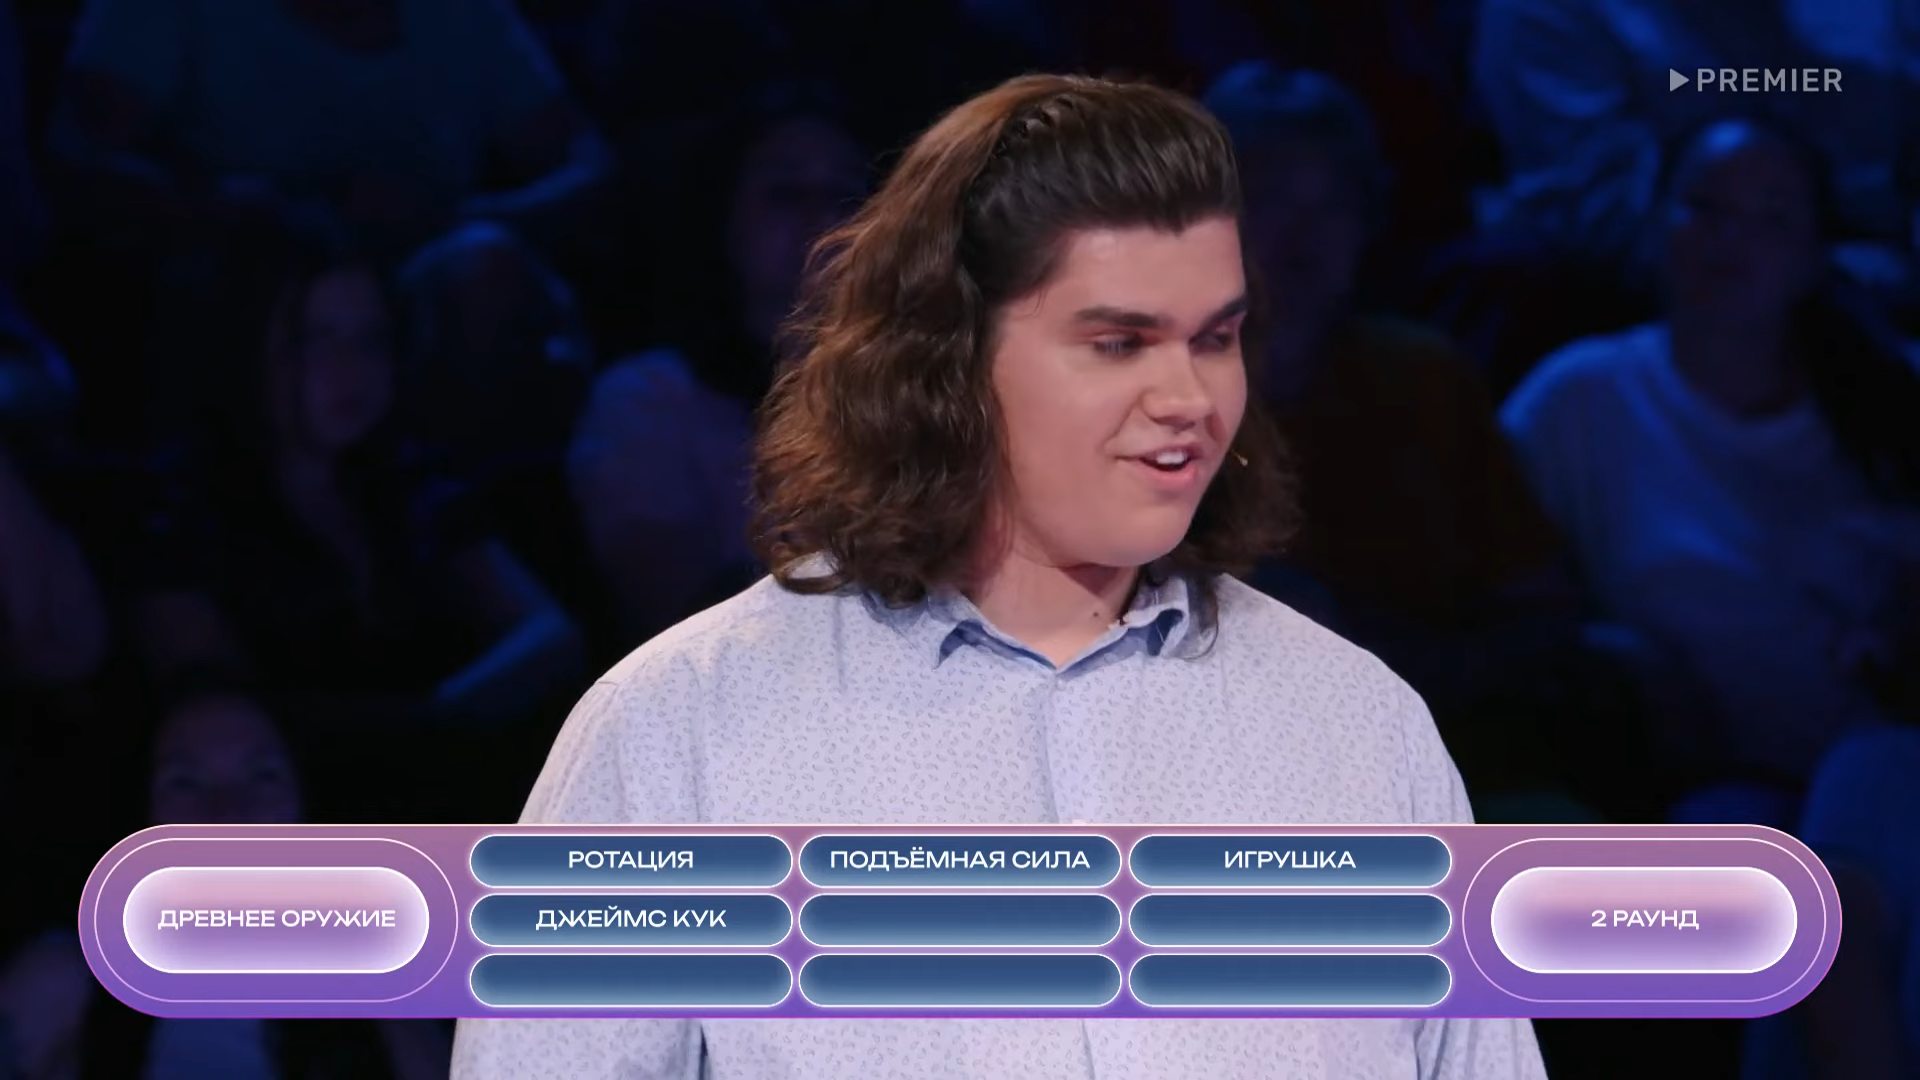 PREMIER
РОТАЦИЯ
ПОДЪЁМНАЯ СИЛА
ИГРУШКА
ДРЕВНЕЕ ОРУЖИЕ
ДЖЕЙМС КУК
2 РАУНД